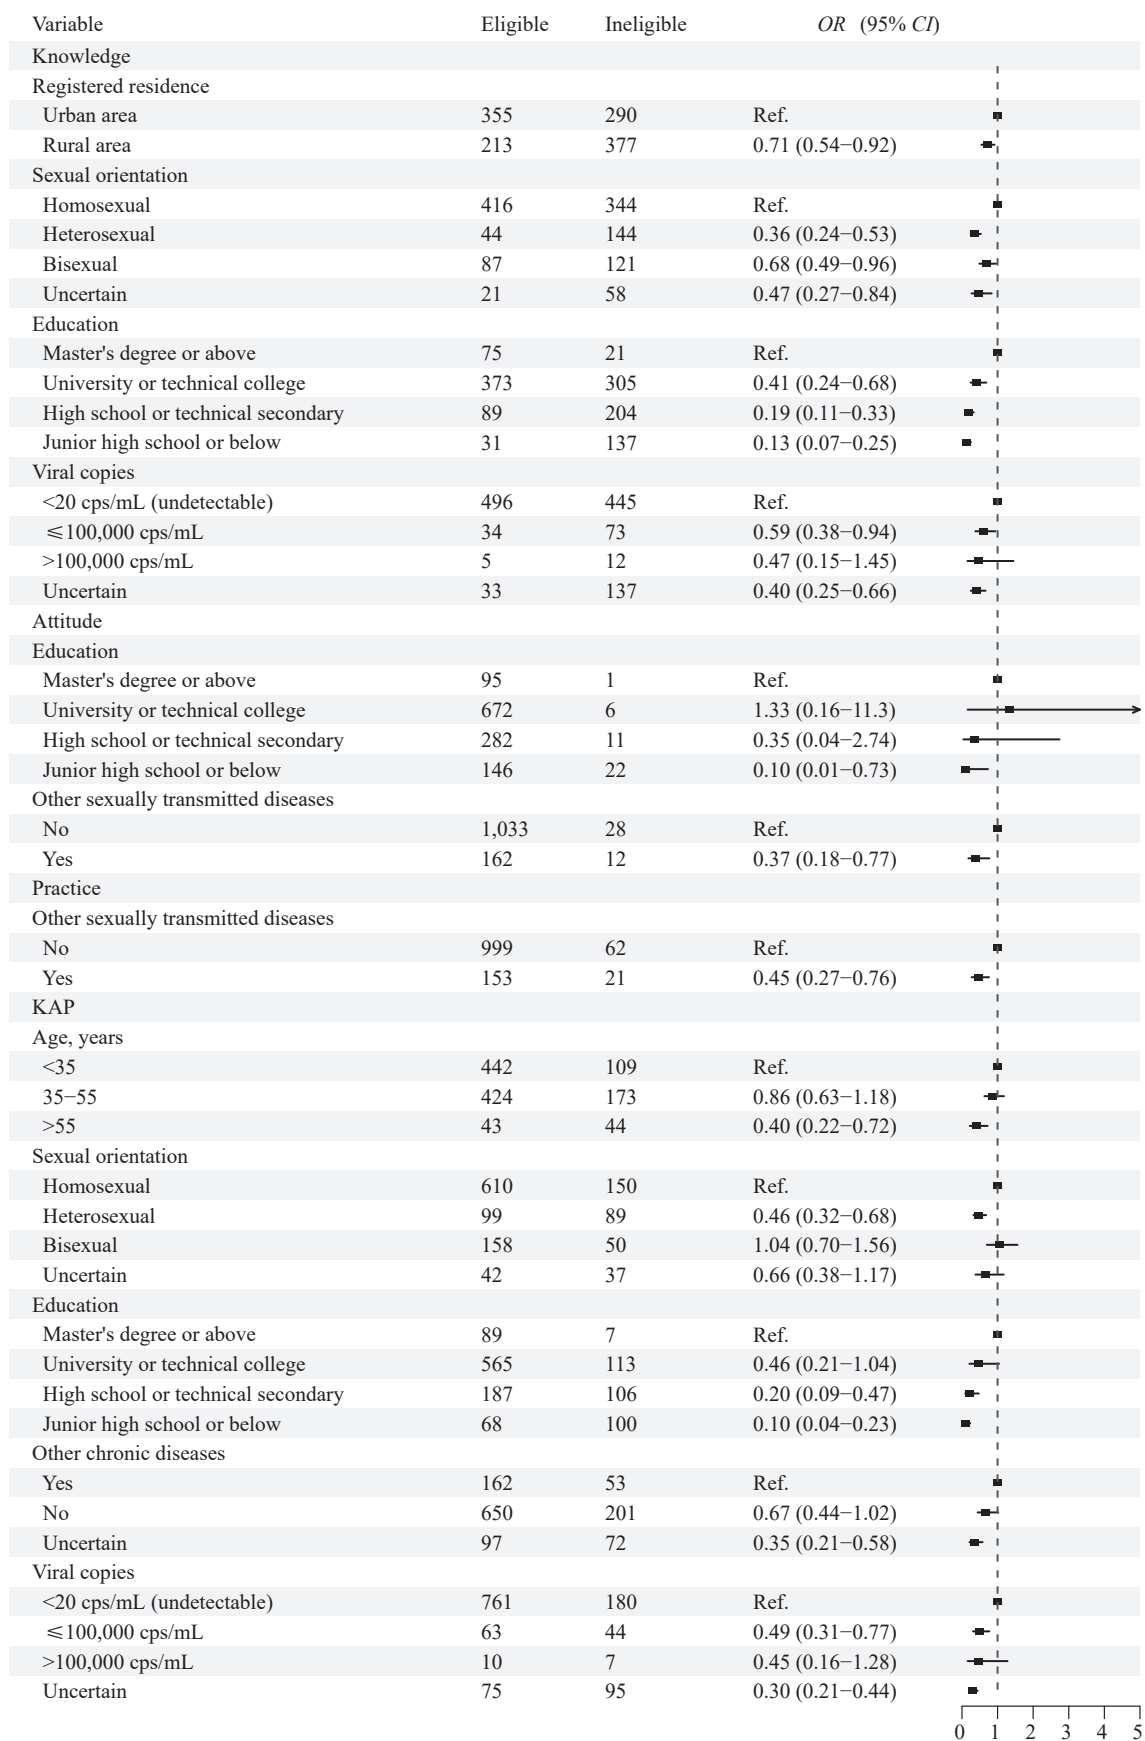 Variable Eligible Ineligible OR (95% CI)
Knowledge
Registered residence
Urban area 355 290 Ref.
Rural area 213 377 0.71 (0.54−0.92)
Sexual orientation
Homosexual 416 344 Ref.
Heterosexual 44 144 0.36 (0.24−0.53)
Bisexual 87 121 0.68 (0.49−0.96)
Uncertain 21 58 0.47 (0.27−0.84)
Education
Master's degree or above 75 21 Ref.
University or technical college 373 305 0.41 (0.24−0.68)
High school or technical secondary 89 204 0.19 (0.11−0.33)
Junior high school or below 31 137 0.13 (0.07−0.25)
Viral copies
<20 cps/mL (undetectable) 496 445 Ref.
⩽100,000 cps/mL 34 73 0.59 (0.38−0.94)
>100,000 cps/mL 5 12 0.47 (0.15−1.45)
Uncertain 33 137 0.40 (0.25−0.66)
Attitude
Education
Master's degree or above 95 1 Ref.
University or technical college 672 6 1.33 (0.16−11.3)
High school or technical secondary 282 11 0.35 (0.04−2.74)
Junior high school or below 146 22 0.10 (0.01−0.73)
Other sexually transmitted diseases
No 1,033 28 Ref.
Yes 162 12 0.37 (0.18−0.77)
Practice
Other sexually transmitted diseases
No 999 62 Ref.
Yes 153 21 0.45 (0.27−0.76)
KAP
Age, years
<35 442 109 Ref.
35−55 424 173 0.86 (0.63−1.18)
>55 43 44 0.40 (0.22−0.72)
Sexual orientation
Homosexual 610 150 Ref.
Heterosexual 99 89 0.46 (0.32−0.68)
Bisexual 158 50 1.04 (0.70−1.56)
Uncertain 42 37 0.66 (0.38−1.17)
Education
Master's degree or above 89 7 Ref.
University or technical college 565 113 0.46 (0.21−1.04)
High school or technical secondary 187 106 0.20 (0.09−0.47)
Junior high school or below 68 100 0.10 (0.04−0.23)
Other chronic diseases
Yes 162 53 Ref.
No 650 201 0.67 (0.44−1.02)
Uncertain 97 72 0.35 (0.21−0.58)
Viral copies
<20 cps/mL (undetectable) 761 180 Ref.
⩽100,000 cps/mL 63 44 0.49 (0.31−0.77)
>100,000 cps/mL 10 7 0.45 (0.16−1.28)
Uncertain 75 95 0.30 (0.21−0.44)
0 1 2 3 4 5